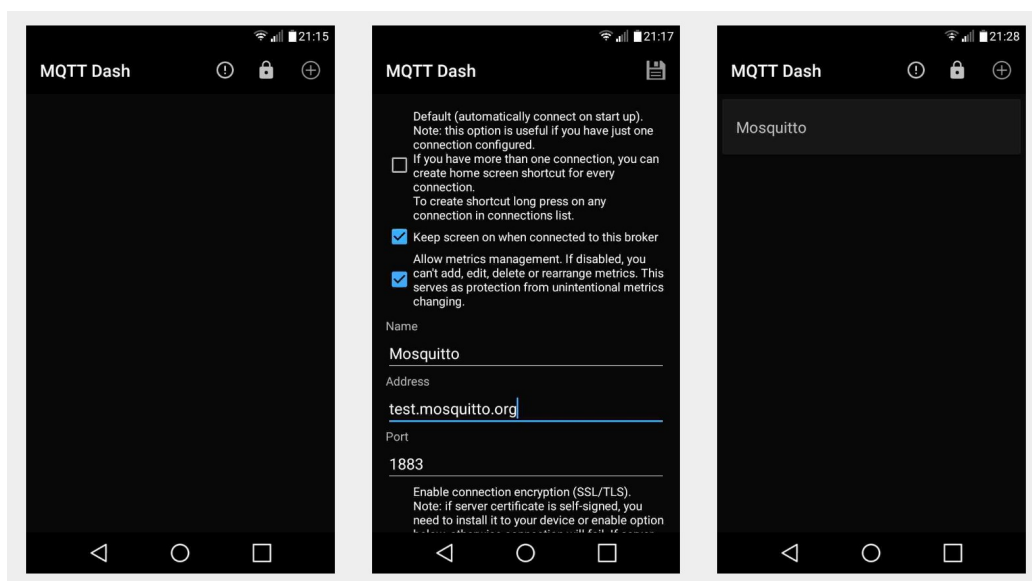 21:15
MQTT Dash
21:17
MQTT Dash
Default (automatically connect on start up).
Note: this option is useful if you have just one
connection configured.
If you have more than one connection, you can
create home screen shortcut for every
connection.
To create shortcut long press on any
connection in connections list.
Keep screen on when connected to this broker
Allow metrics management. If disabled, you
can't add, edit, delete or rearrange metrics. This
serves as protection from unintentional metrics
changing.
Name
Mosquitto
Address
test.mosquitto.org
Port
1883
Enable connection encryption (SSL/TLS).
Note: if server certificate is self-signed, you
need to install it to your device or enable option
21:28
MQTT Dash
Mosquitto